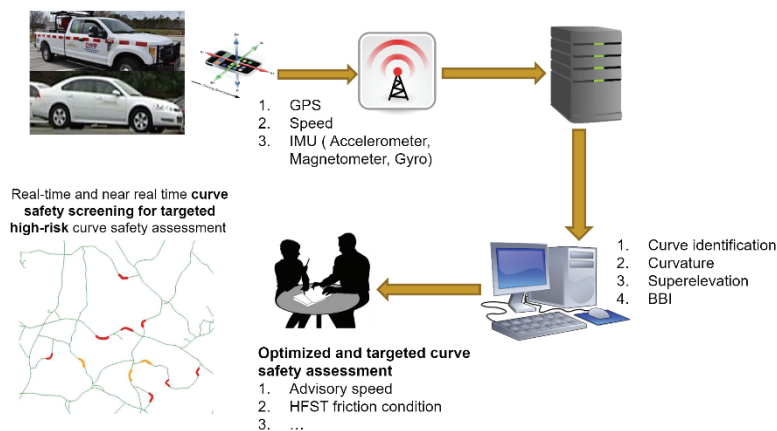 1. GPS
2. Speed
3. IMU ( Accelerometer,
Magnetometer, Gyro)
Real-time and near real time curve
safety screening for targeted
high-risk curve safety assessment
1. Curve identification
2. Curvature
3. Superelevation
4. BBI
Optimized and targeted curve
safety assessment
1. Advisory speed
2. HFST friction condition
3. …